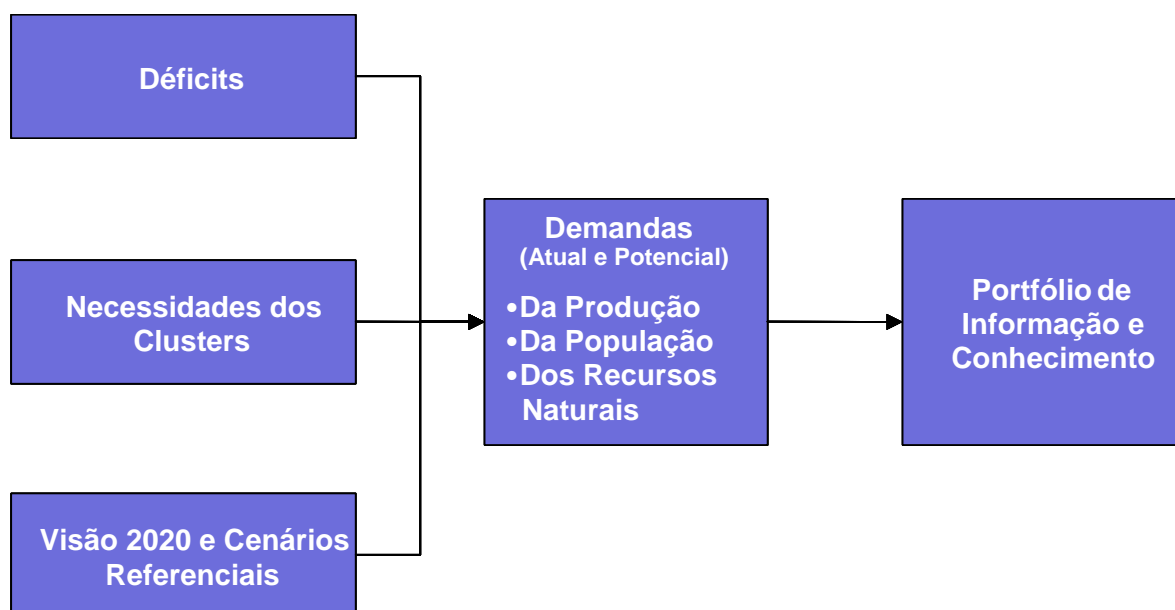 Déficits
Necessidades dos
Clusters
Visão 2020 e Cenários
Referenciais
Demandas
(Atual e Potencial)
•Da Produção
•Da População
•Dos Recursos
Naturais
Portfólio de
Informação e
Conhecimento